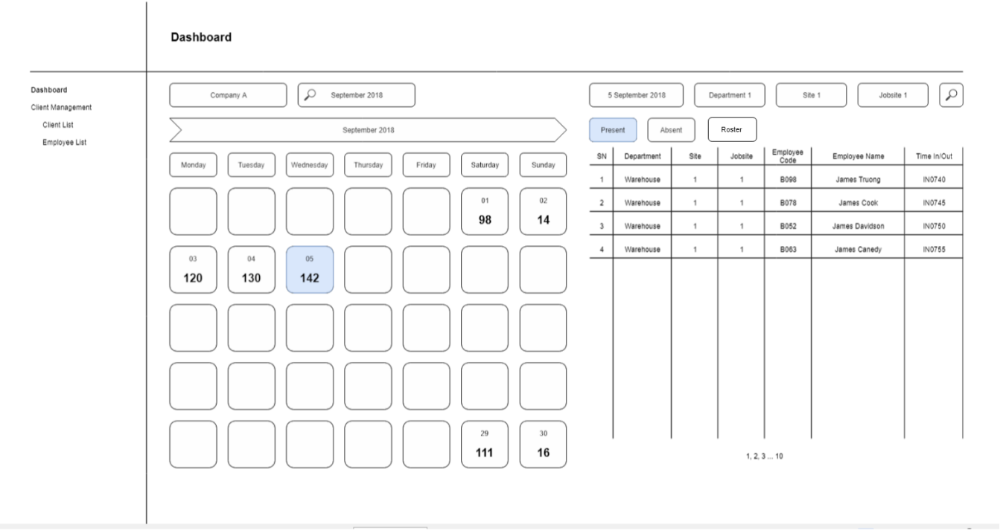 Dashboard
Dashboard
Client Management
Client List
Employee List
Company A
September 2018
September 2018
Monday Tuesday Wednesday Thursday Friday Saturday Sunday
01 02
98 14
03 04 05
120 130 142
29 30
111 16
5 September 2018 Department 1 Site 1 Jobsite 1
Present Absent Roster
SN Department Site Jobsite Employee Code Employee Name Time In/Out
1 Warehouse 1 1 B098 James Truong IN0740
2 Warehouse 1 1 B078 James Cook IN0745
3 Warehouse 1 1 B052 James Davidson IN0750
4 Warehouse 1 1 B063 James Canedy IN0755
1, 2, 3 ... 10